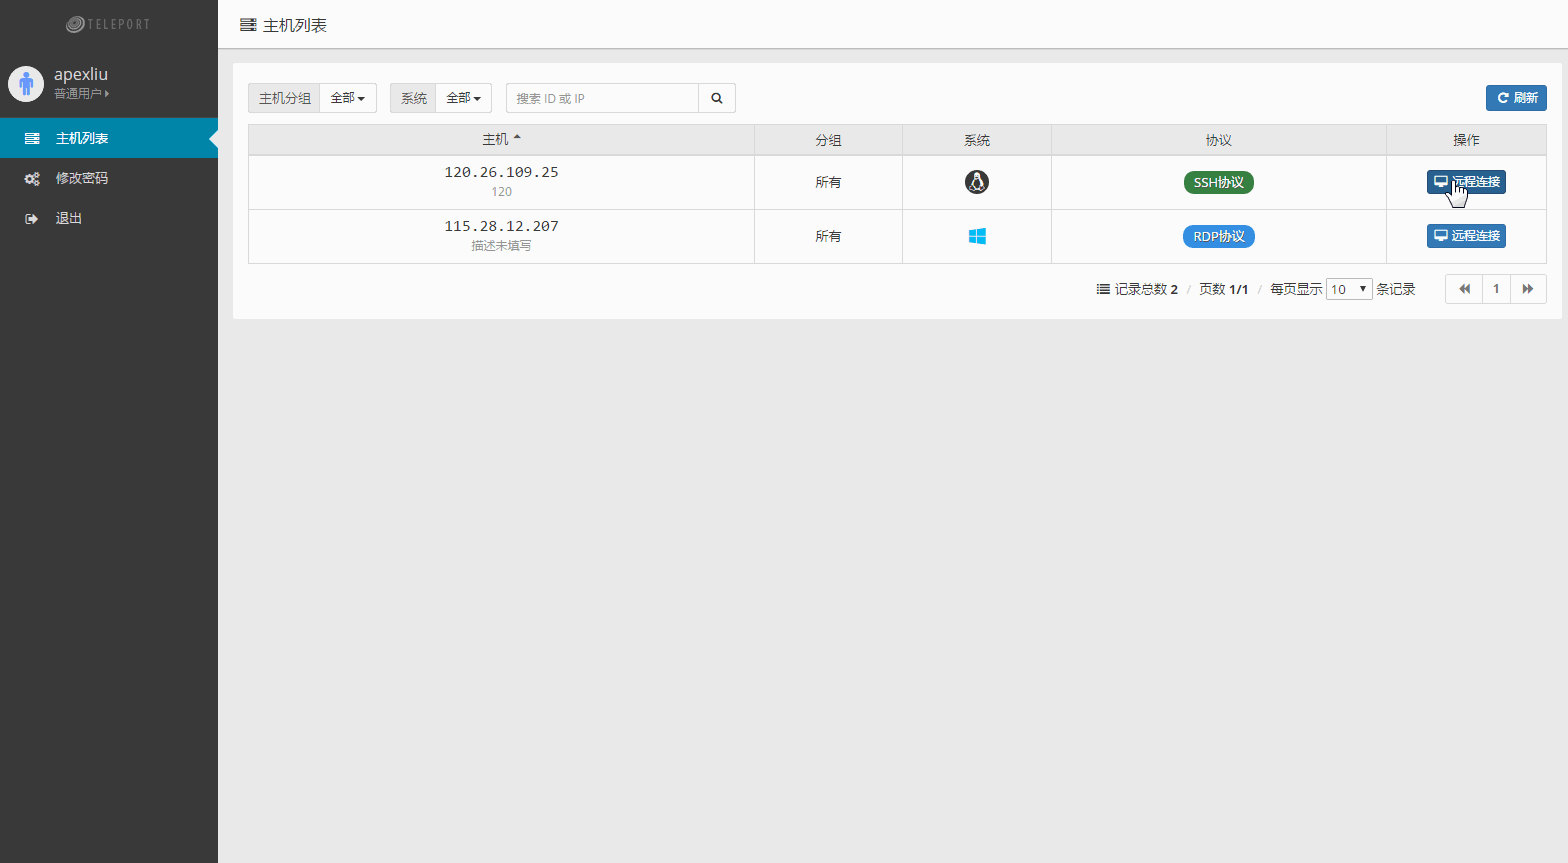 TELEPORT
apexliu
普通用户
主机列表
修改密码
退出
主机列表
主机分组 全部 系统 全部 搜索 ID 或 IP 刷新
主机 分组 系统 协议 操作
120.26.109.25
120
所有 SSH协议 远程连接
115.28.12.207
描述未填写
所有 RDP协议 远程连接
记录总数 2 / 页数 1/1 / 每页显示 10 条记录 1